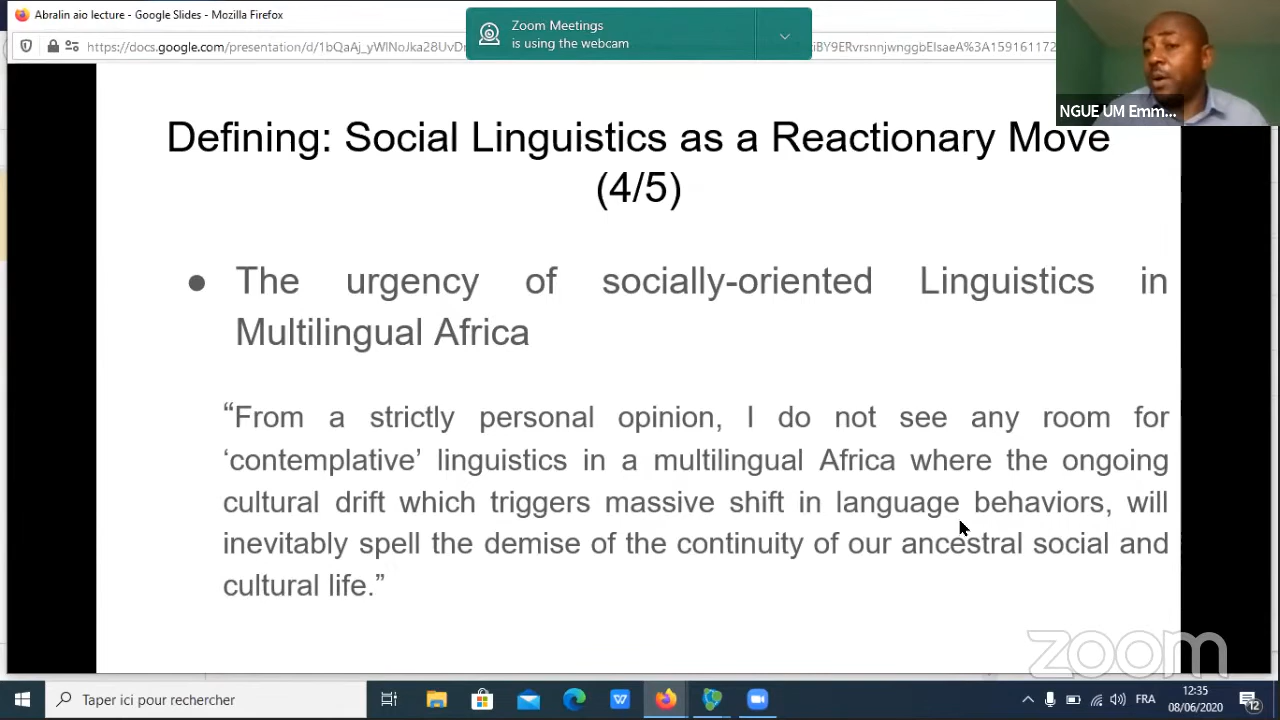 Abralin aio lecture - Google Slides - Mozilla Firefox
Zoom Meetings
is using the webcam
NGUE UM Emm...
Defining: Social Linguistics as a Reactionary Move
(4/5)
● The urgency of socially-oriented Linguistics in
Multilingual Africa
“From a strictly personal opinion, I do not see any room for
‘contemplative’ linguistics in a multilingual Africa where the ongoing
cultural drift which triggers massive shift in language behaviors, will
inevitably spell the demise of the continuity of our ancestral social and
cultural life.”
zoom
Taper ici pour rechercher
FRA
12:35
08/06/2020
12